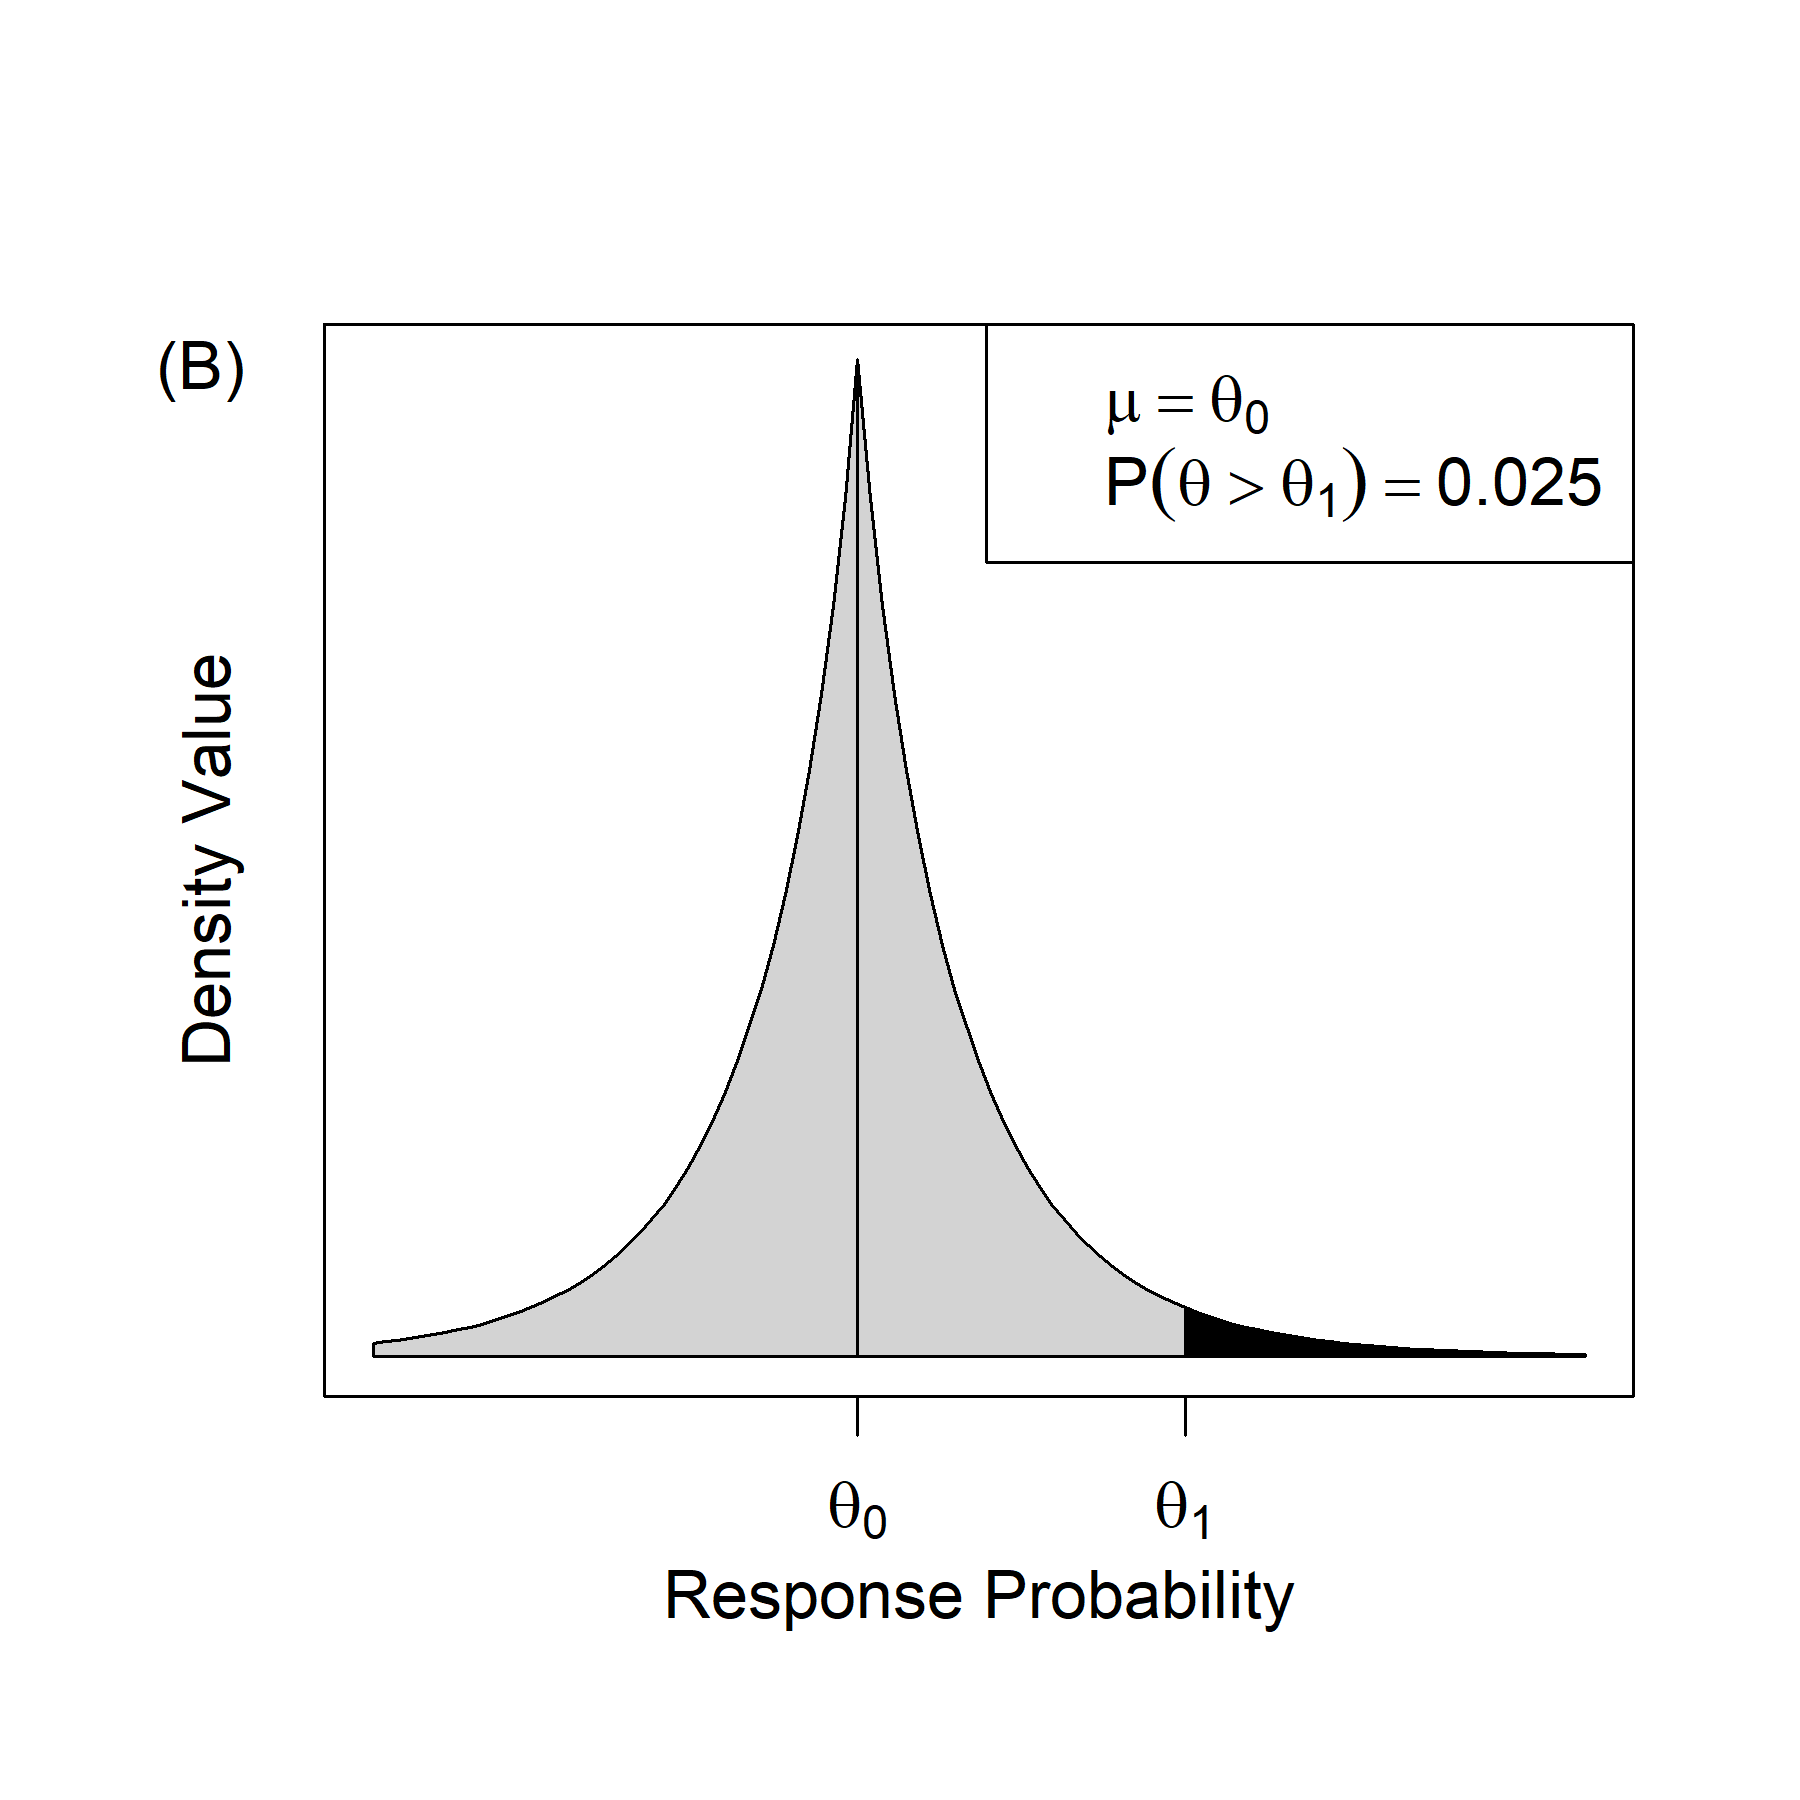 (B)
μ = θ₀
P(θ > θ₁) = 0.025
Density Value
θ₀
θ₁
Response Probability